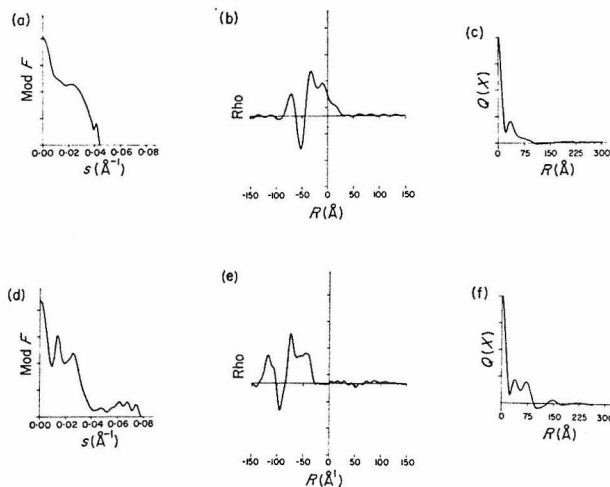 (a)
Mod F
0·00 0·02 0·04 0·06 0·08
s (Å⁻¹)
(b)
Rho
-150 -100 -50 0 50 100 150
R (Å)
(c)
Q (X)
0 75 150 225 300
R (Å)
(d)
Mod F
0·00 0·02 0·04 0·06 0·08
s (Å⁻¹)
(e)
Rho
-150 -100 -50 0 50 100 150
R (Å')
(f)
Q (X)
0 75 150 225 300
R (Å)